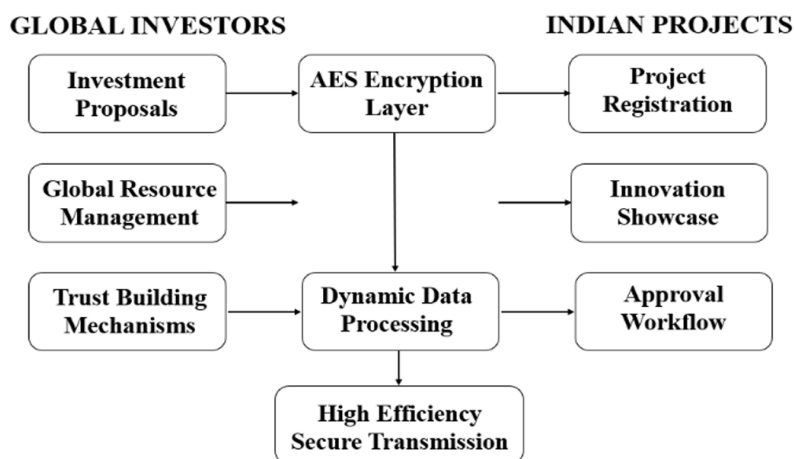 GLOBAL INVESTORS
INDIAN PROJECTS
Investment
Proposals
AES Encryption
Layer
Project
Registration
Global Resource
Management
Innovation
Showcase
Trust Building
Mechanisms
Dynamic Data
Processing
Approval
Workflow
High Efficiency
Secure Transmission